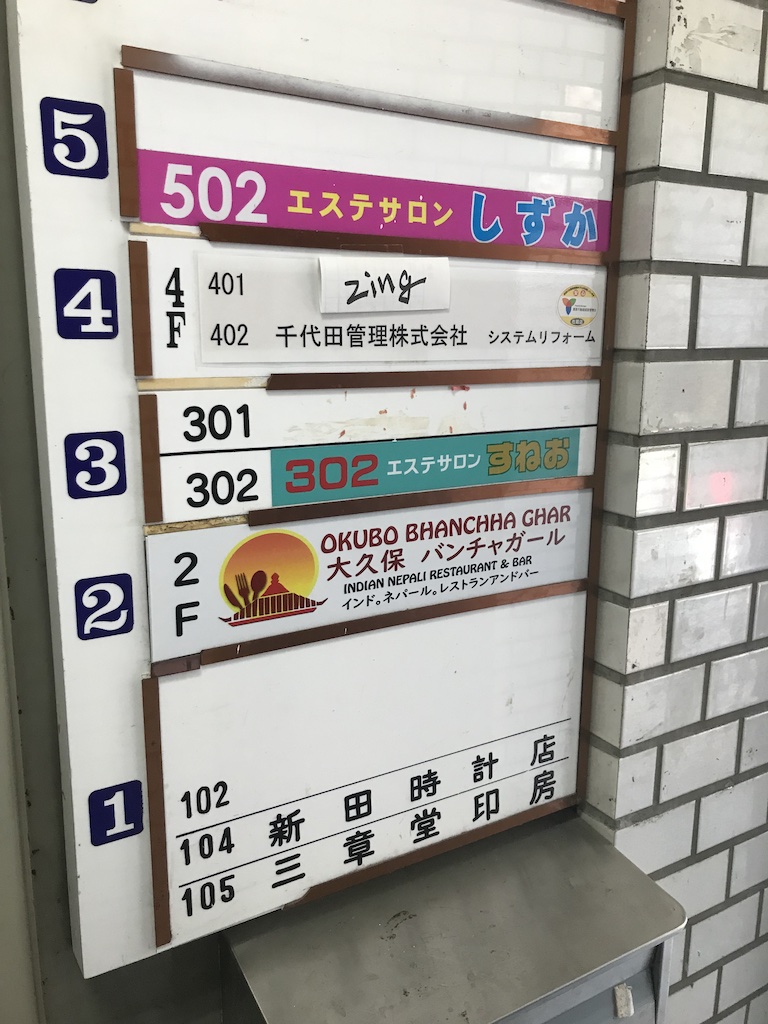 5
502 エステサロン しずか
4
4F
401 zing
402 千代田管理株式会社 システムリフォーム
3
301
302 302 エステサロン すねお
2
2F
OKUBO BHANCHHA GHAR
大久保 バンチャガール
INDIAN NEPALI RESTAURANT & BAR
インド。ネパール。レストランアンドバー
1
102
104 新田時計店
105 三章堂印房